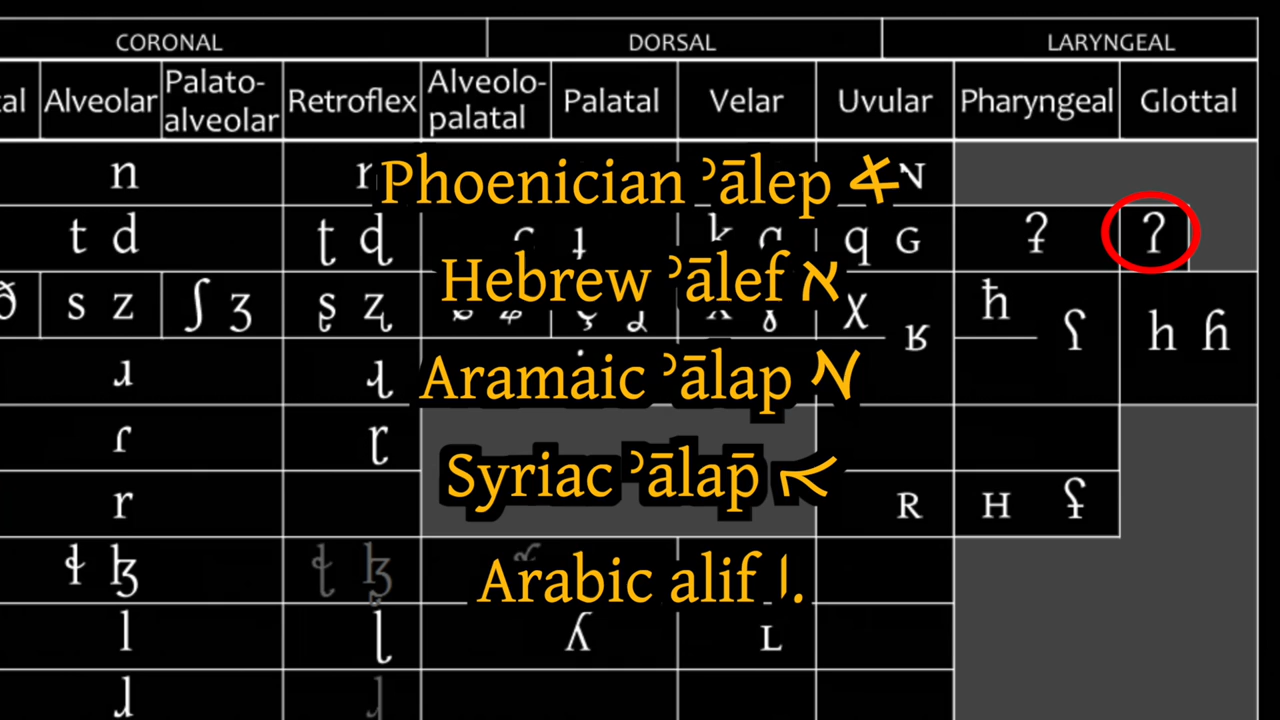 CORONAL DORSAL LARYNGEAL
Alveolar Palato-alveolar Retroflex Alveolo-palatal Palatal Velar Uvular Pharyngeal Glottal
n ɴ
Phoenician ʾālep 𐤀
t d ʈ ɖ q ɢ ʡ ʔ
Hebrew ʾālef א
ð s z ʃ ʒ ʂ ʐ χ ʁ ħ ʕ h ɦ
ɹ ɻ
Aramaic ʾālap 𐡀
ɾ ɽ
Syriac ʾālap̄ ܐ
r ʀ ʜ ʢ
ɬ ɮ
Arabic alif ا.
l ɭ ʎ ʟ
ɺ